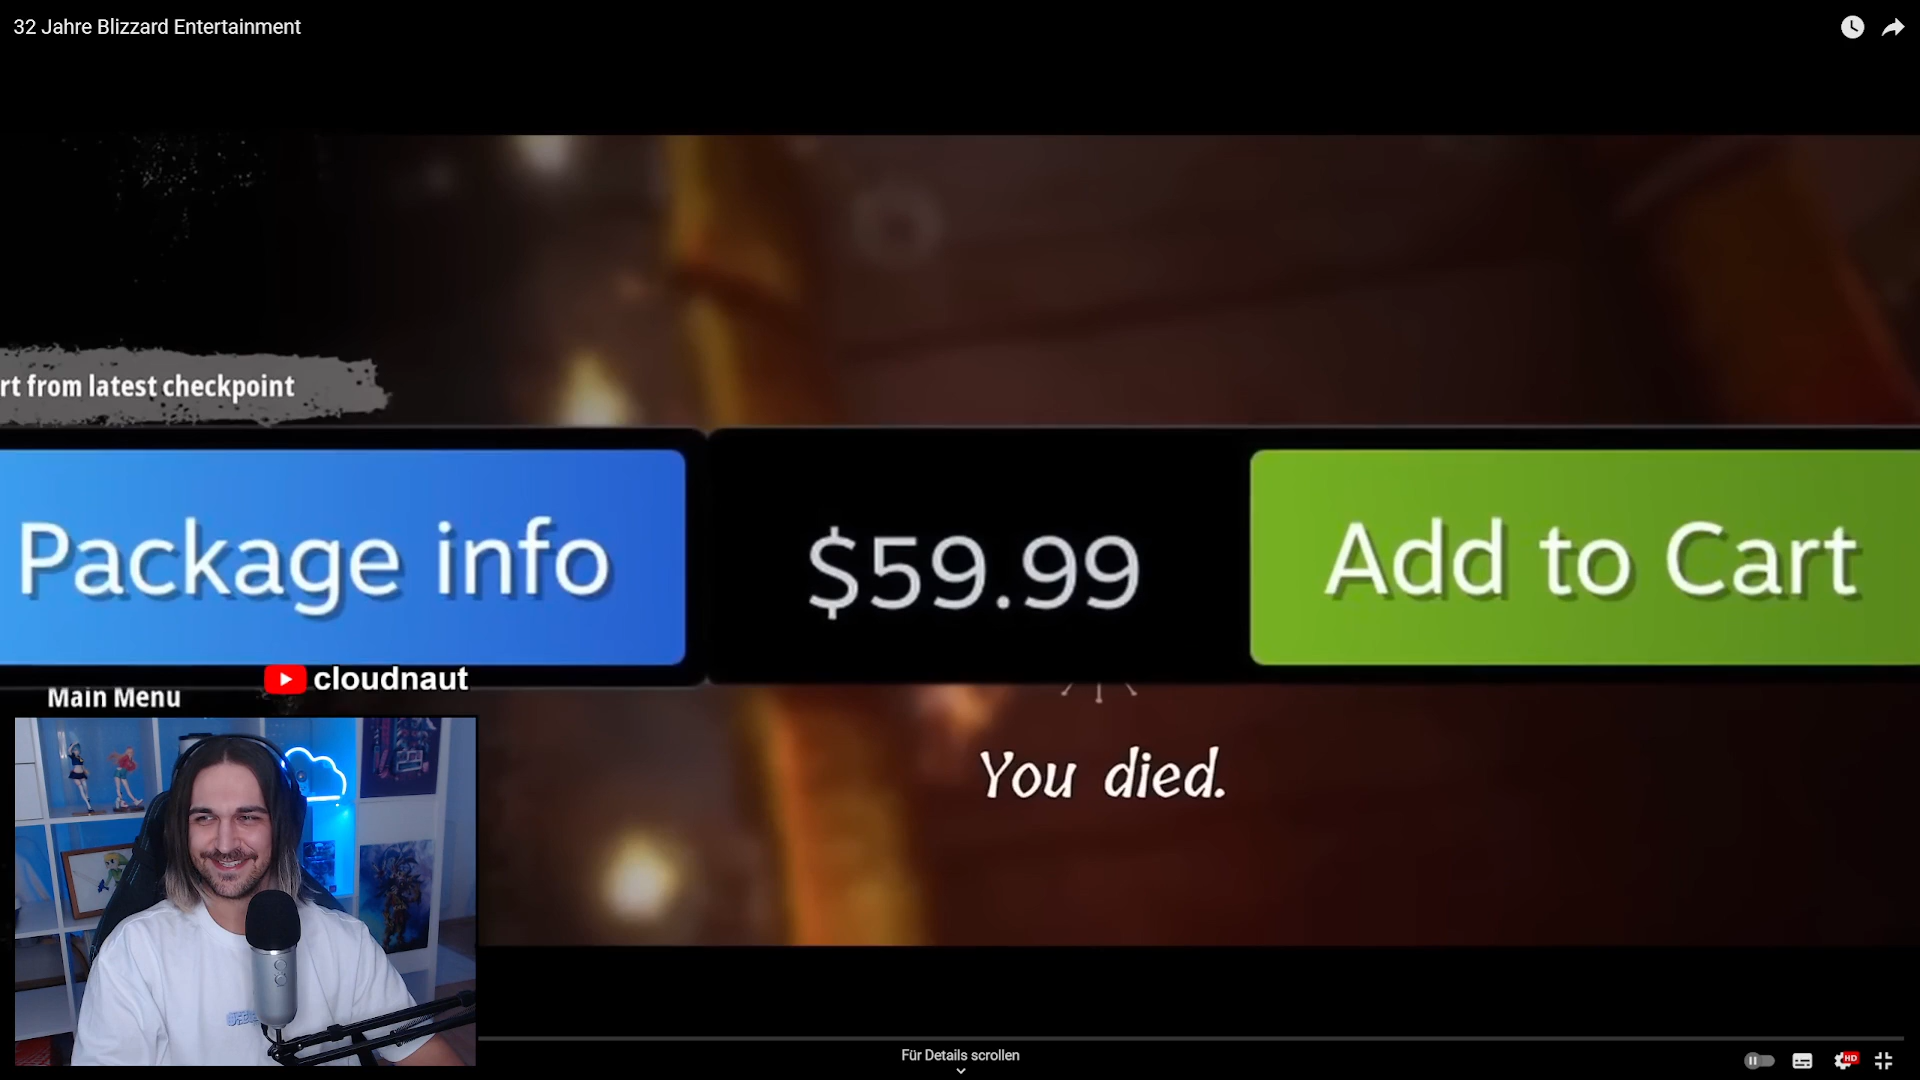 32 Jahre Blizzard Entertainment
rt from latest checkpoint
Package info
$59.99
Add to Cart
cloudnaut
Main Menu
You died.
Für Details scrollen
HD